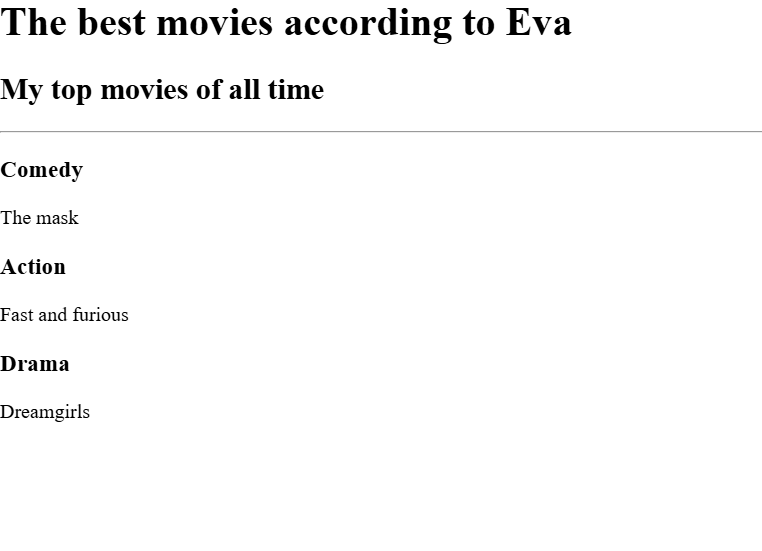 The best movies according to Eva
My top movies of all time
Comedy
The mask
Action
Fast and furious
Drama
Dreamgirls